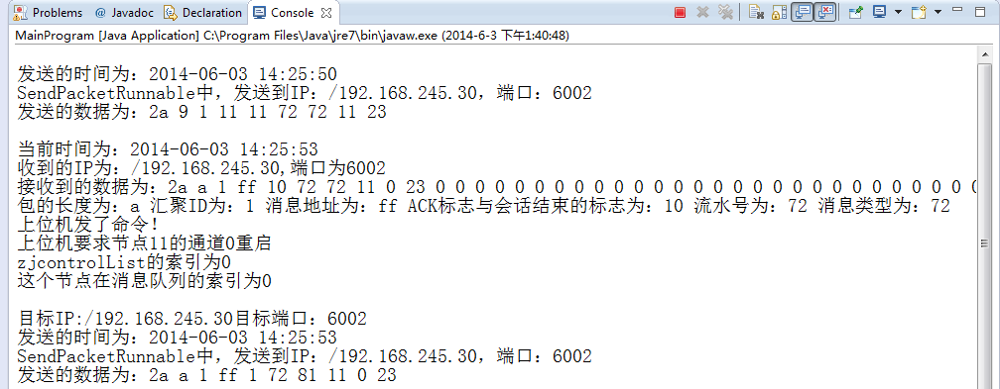 Problems @ Javadoc Declaration Console
MainProgram [Java Application] C:\Program Files\Java\jre7\bin\javaw.exe (2014-6-3 下午1:40:48)
发送的时间为：2014-06-03 14:25:50
SendPacketRunnable中，发送到IP：/192.168.245.30，端口：6002
发送的数据为：2a 9 1 11 11 72 72 11 23
当前时间为：2014-06-03 14:25:53
收到的IP为：/192.168.245.30,端口为6002
接收到的数据为：2a a 1 ff 10 72 72 11 0 23 0 0 0 0 0 0 0 0 0 0 0 0 0 0 0 0 0 0 0 0 0 0 0 0 0 0 0 0
包的长度为：a 汇聚ID为：1 消息地址为：ff ACK标志与会话结束的标志为：10 流水号为：72 消息类型为：72
上位机发了命令！
上位机要求节点11的通道0重启
zjcontrolList的索引为0
这个节点在消息队列的索引为0
目标IP:/192.168.245.30目标端口：6002
发送的时间为：2014-06-03 14:25:53
SendPacketRunnable中，发送到IP：/192.168.245.30，端口：6002
发送的数据为：2a a 1 ff 1 72 81 11 0 23